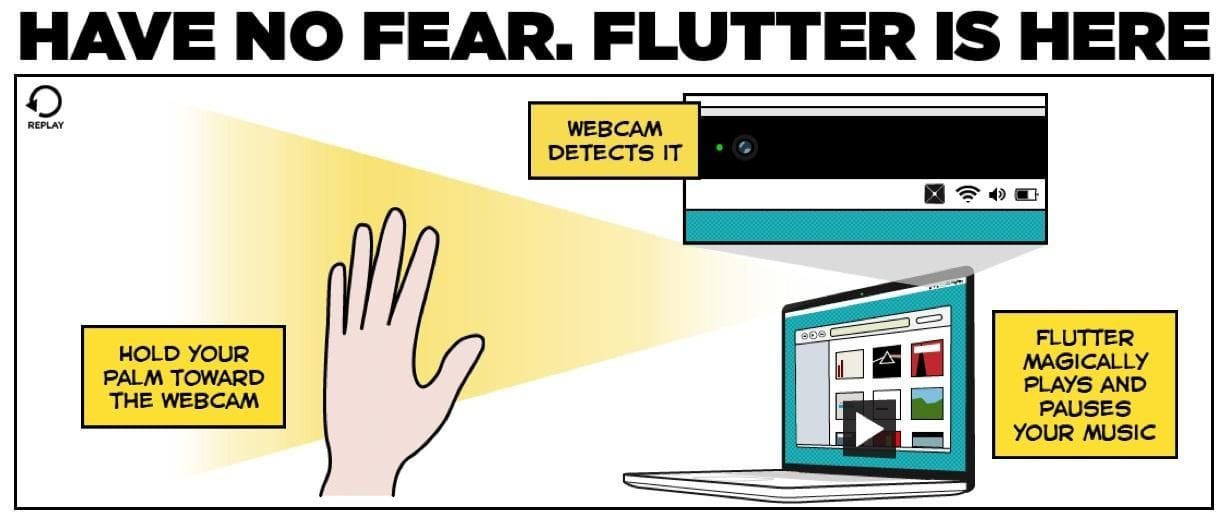 HAVE NO FEAR. FLUTTER IS HERE
REPLAY
WEBCAM
DETECTS IT
HOLD YOUR
PALM TOWARD
THE WEBCAM
FLUTTER
MAGICALLY
PLAYS AND
PAUSES
YOUR MUSIC